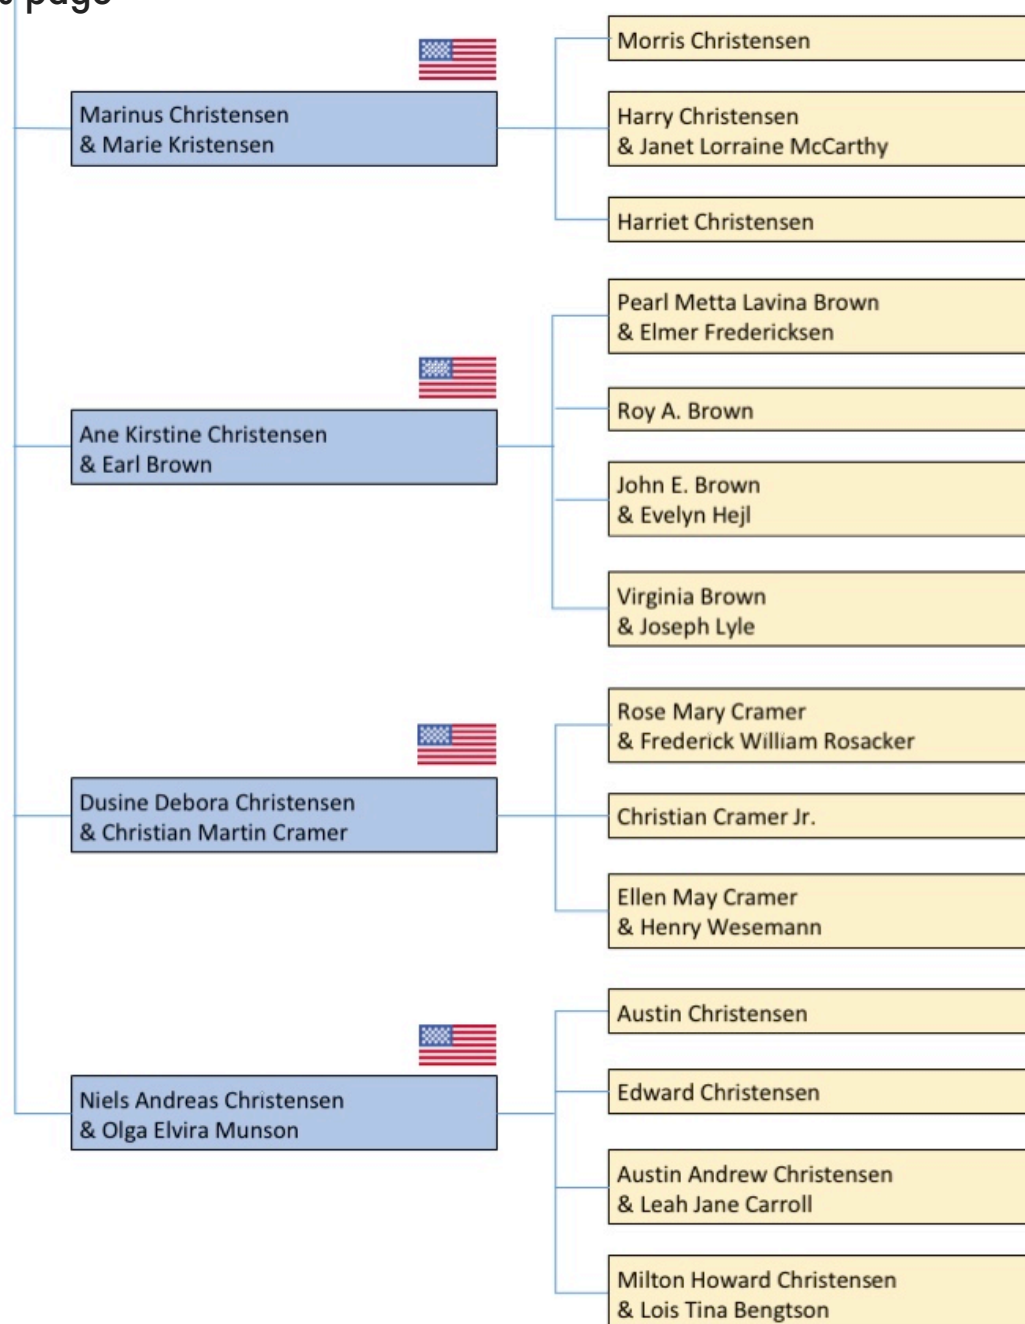 page
Marinus Christensen
& Marie Kristensen
Morris Christensen
Harry Christensen
& Janet Lorraine McCarthy
Harriet Christensen
Ane Kirstine Christensen
& Earl Brown
Pearl Metta Lavina Brown
& Elmer Fredericksen
Roy A. Brown
John E. Brown
& Evelyn Hejl
Virginia Brown
& Joseph Lyle
Dusine Debora Christensen
& Christian Martin Cramer
Rose Mary Cramer
& Frederick William Rosacker
Christian Cramer Jr.
Ellen May Cramer
& Henry Wesemann
Niels Andreas Christensen
& Olga Elvira Munson
Austin Christensen
Edward Christensen
Austin Andrew Christensen
& Leah Jane Carroll
Milton Howard Christensen
& Lois Tina Bengtson